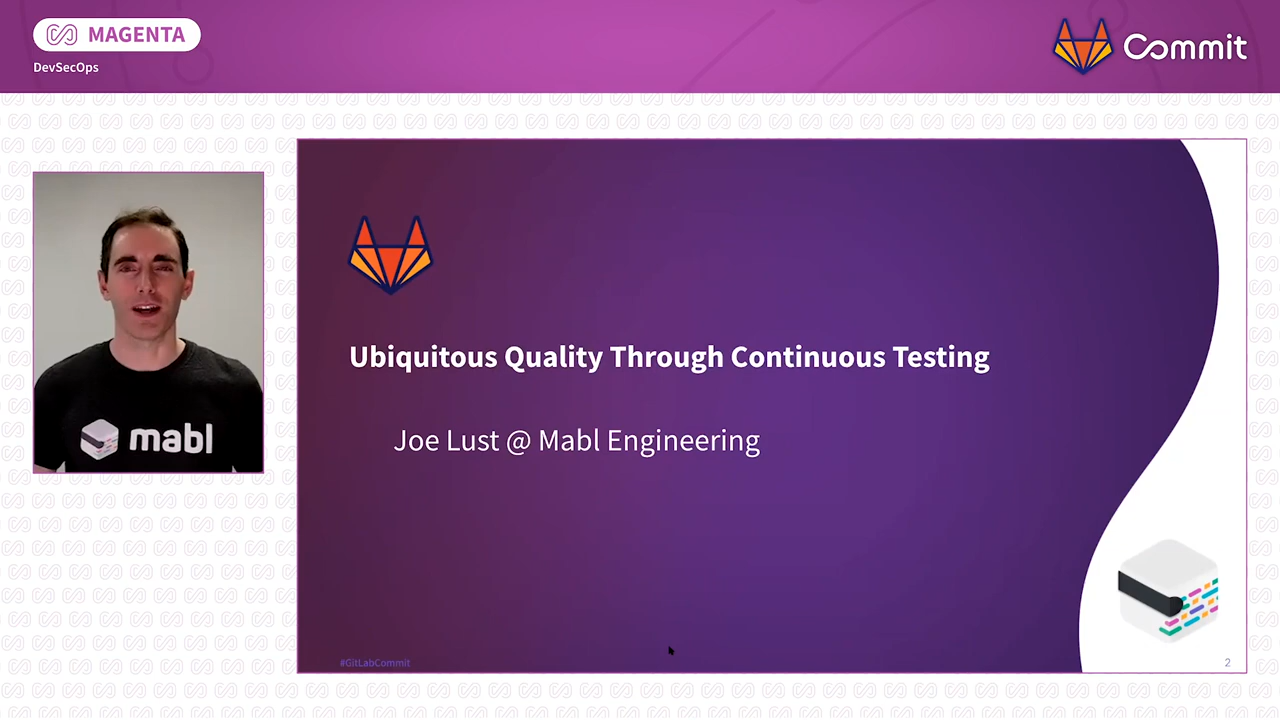 MAGENTA
DevSecOps
Commit
mabl
Ubiquitous Quality Through Continuous Testing
Joe Lust @ Mabl Engineering
#GitLabCommit
2